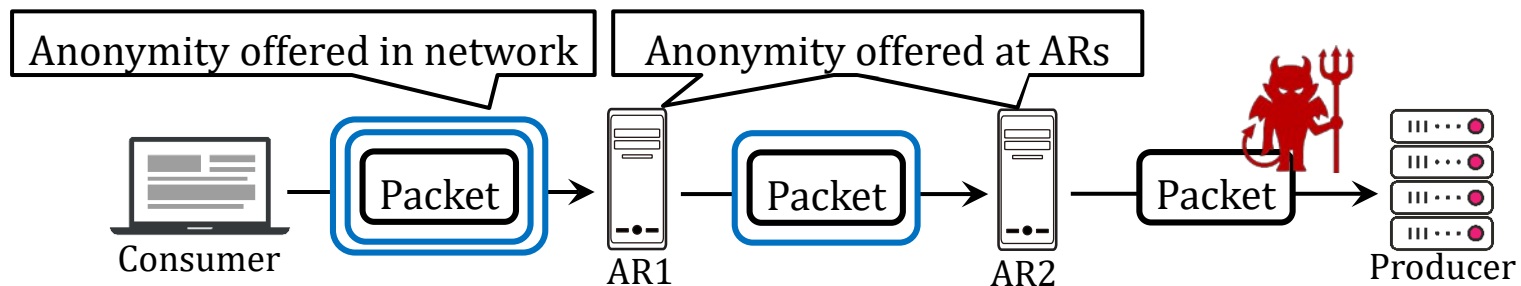 Anonymity offered in network
Anonymity offered at ARs
Packet
Packet
Packet
Consumer
AR1
AR2
Producer